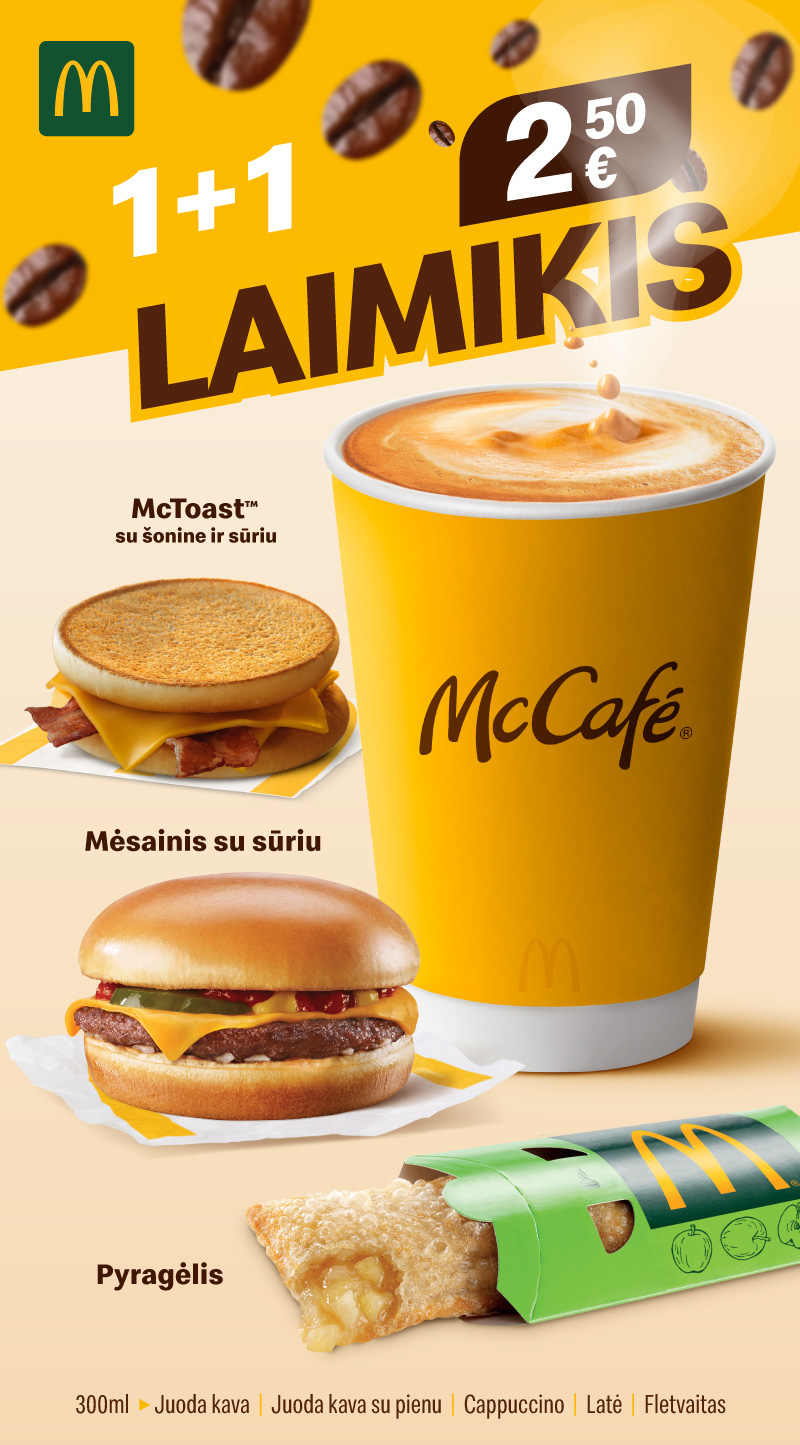 1+1
2 50 €
LAIMIKIS
McToast™
su šonine ir sūriu
McCafé®
Mėsainis su sūriu
Pyragėlis
300ml ▸ Juoda kava | Juoda kava su pienu | Cappuccino | Latė | Fletvaitas